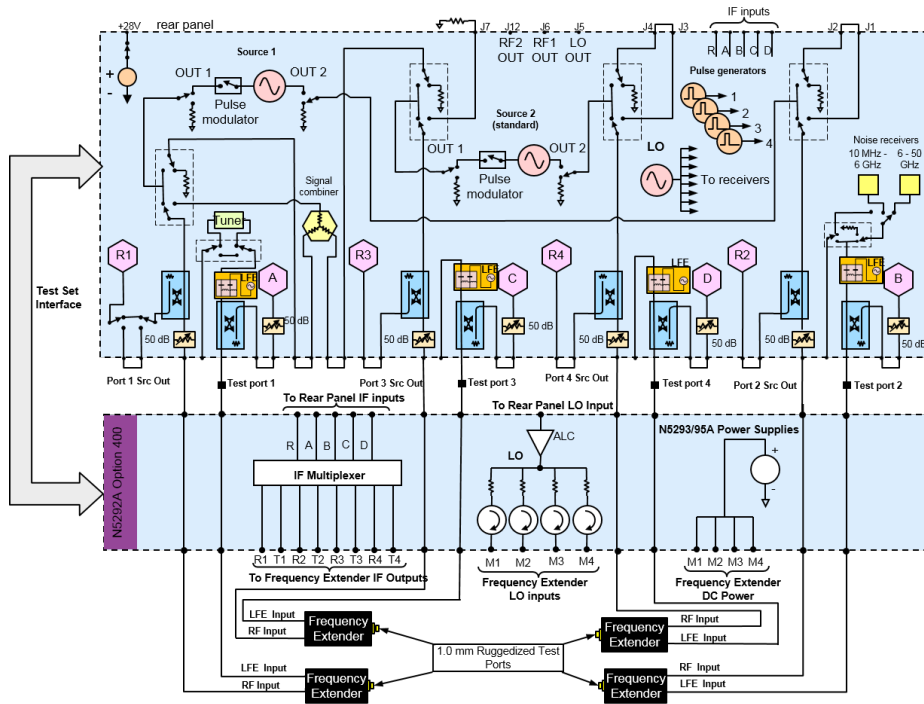 +28V
rear panel
J7
J12
J6
J5
J4
J3
IF inputs
J2
J1
RF2
OUT
RF1
OUT
LO
OUT
R
A
B
C
D
+
-
Source 1
OUT 1
OUT 2
Pulse
modulator
Source 2
(standard)
OUT 1
OUT 2
Pulse
modulator
Pulse generators
1
2
3
4
LO
To receivers
Noise receivers
10 MHz -
6 GHz
6 - 50
GHz
Signal
combiner
Tuner
Test Set
Interface
R1
LFE
A
R3
LFE
C
R4
LFE
D
R2
LFE
B
50 dB
50 dB
50 dB
50 dB
50 dB
50 dB
50 dB
50 dB
Port 1 Src Out
Test port 1
Port 3 Src Out
Test port 3
Port 4 Src Out
Test port 4
Port 2 Src Out
Test port 2
N5292A Option 400
To Rear Panel IF inputs
R
A
B
C
D
IF Multiplexer
R1
T1
R2
T2
R3
T3
R4
T4
To Frequency Extender IF Outputs
To Rear Panel LO Input
ALC
LO
M1
M2
M3
M4
Frequency Extender
LO inputs
N5293/95A Power Supplies
+
-
M1
M2
M3
M4
Frequency Extender
DC Power
LFE Input
RF Input
Frequency
Extender
Frequency
Extender
RF Input
LFE Input
1.0 mm Ruggedized Test
Ports
LFE Input
RF Input
Frequency
Extender
Frequency
Extender
RF Input
LFE Input